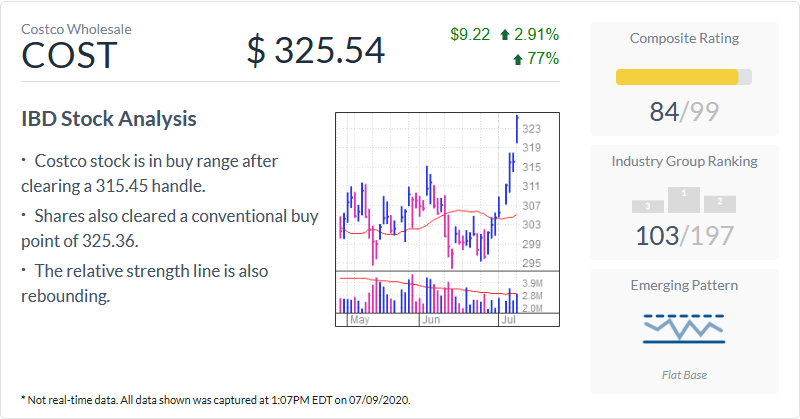 Costco Wholesale
COST
$ 325.54
$9.22 2.91%
77%
IBD Stock Analysis
· Costco stock is in buy range after
clearing a 315.45 handle.
· Shares also cleared a conventional buy
point of 325.36.
· The relative strength line is also
rebounding.
323
319
315
311
307
303
299
295
3.9M
2.8M
2.0M
May Jun Jul
Composite Rating
84/99
Industry Group Ranking
3 1 2
103/197
Emerging Pattern
Flat Base
* Not real-time data. All data shown was captured at 1:07PM EDT on 07/09/2020.